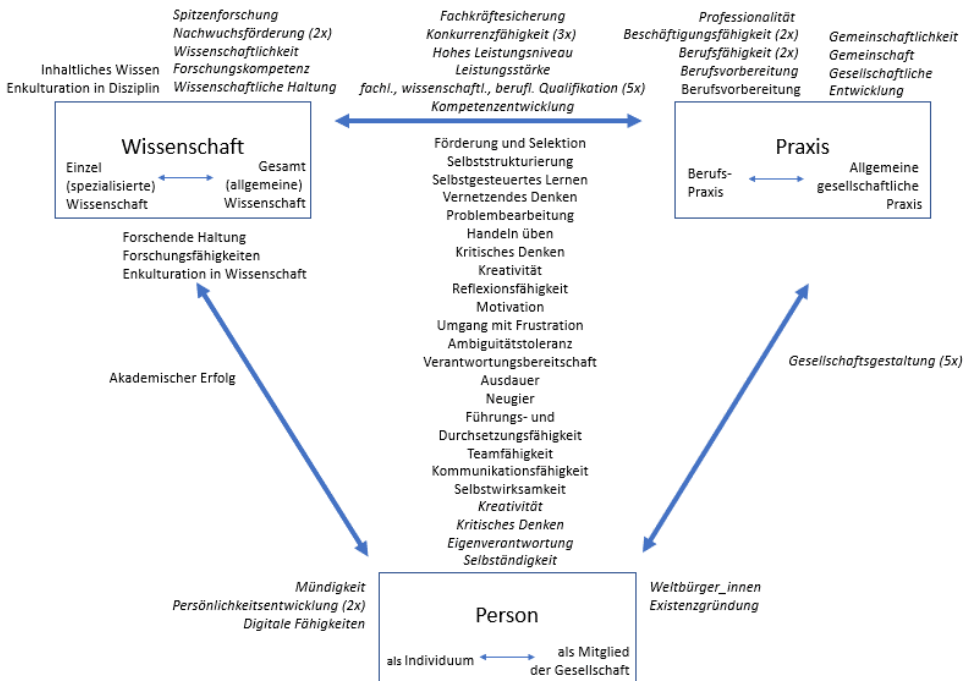 Spitzenforschung
Nachwuchsförderung (2x)
Wissenschaftlichkeit
Forschungskompetenz
Wissenschaftliche Haltung
Inhaltliches Wissen
Enkulturation in Disziplin
Fachkräftesicherung
Konkurrenzfähigkeit (3x)
Hohes Leistungsniveau
Leistungsstärke
fachl., wissenschaftl., berufl. Qualifikation (5x)
Kompetenzentwicklung
Professionalität
Beschäftigungsfähigkeit (2x)
Berufsfähigkeit (2x)
Berufsvorbereitung
Berufsvorbereitung
Gemeinschaftlichkeit
Gemeinschaft
Gesellschaftliche
Entwicklung
Wissenschaft
Einzel
(spezialisierte)
Wissenschaft
Gesamt
(allgemeine)
Wissenschaft
Praxis
Berufs-
Praxis
Allgemeine
gesellschaftliche
Praxis
Forschende Haltung
Forschungsfähigkeiten
Enkulturation in Wissenschaft
Förderung und Selektion
Selbststrukturierung
Selbstgesteuertes Lernen
Vernetzendes Denken
Problembearbeitung
Handeln üben
Kritisches Denken
Kreativität
Reflexionsfähigkeit
Motivation
Umgang mit Frustration
Ambiguitätstoleranz
Verantwortungsbereitschaft
Ausdauer
Neugier
Führungs- und
Durchsetzungsfähigkeit
Teamfähigkeit
Kommunikationsfähigkeit
Selbstwirksamkeit
Kreativität
Kritisches Denken
Eigenverantwortung
Selbständigkeit
Akademischer Erfolg
Gesellschaftsgestaltung (5x)
Mündigkeit
Persönlichkeitsentwicklung (2x)
Digitale Fähigkeiten
Weltbürger_innen
Existenzgründung
Person
als Individuum
als Mitglied
der Gesellschaft